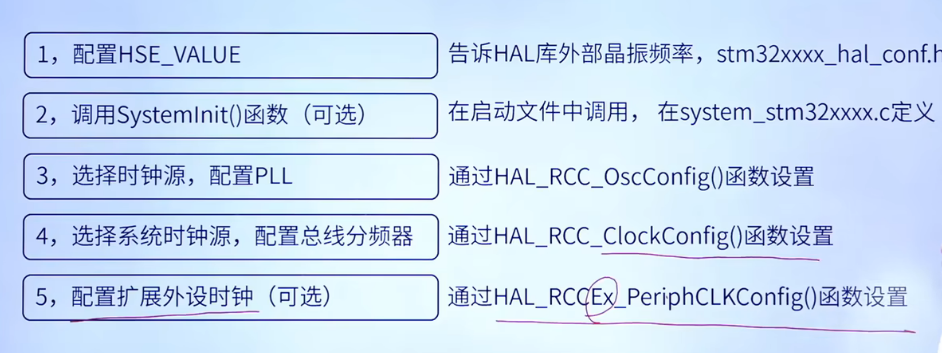 1，配置HSE_VALUE 告诉HAL库外部晶振频率，stm32xxxx_hal_conf.h
2，调用SystemInit()函数（可选） 在启动文件中调用， 在system_stm32xxxx.c定义
3，选择时钟源，配置PLL 通过HAL_RCC_OscConfig()函数设置
4，选择系统时钟源，配置总线分频器 通过HAL_RCC_ClockConfig()函数设置
5，配置扩展外设时钟（可选） 通过HAL_RCCEx_PeriphCLKConfig()函数设置